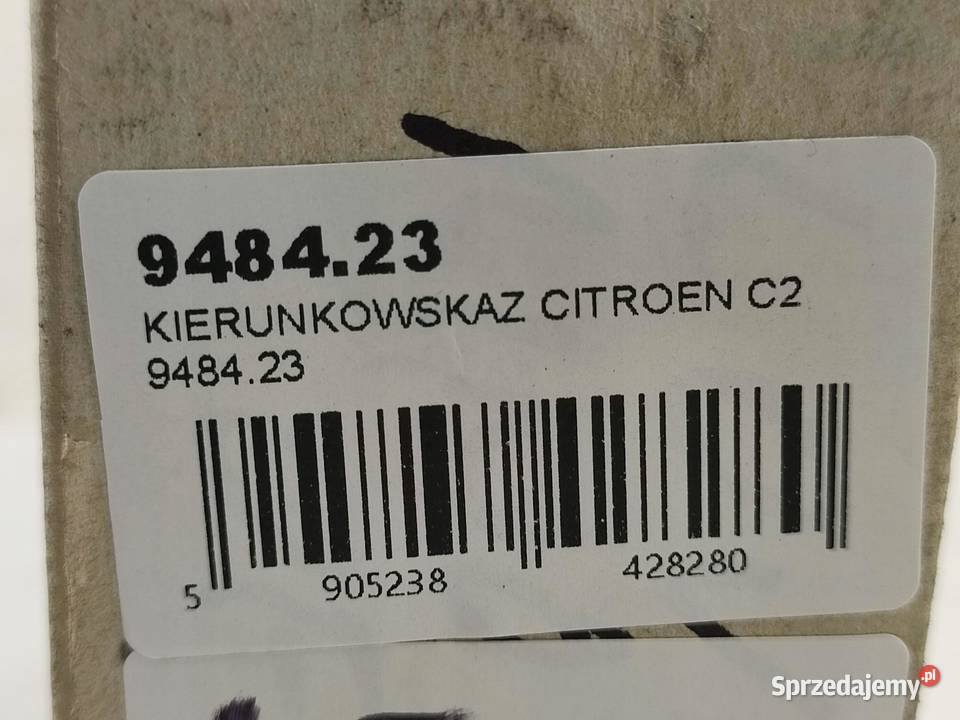 9484.23
KIERUNKOWSKAZ CITROEN C2
9484.23
5 905238 428280
Sprzedajemy.pl